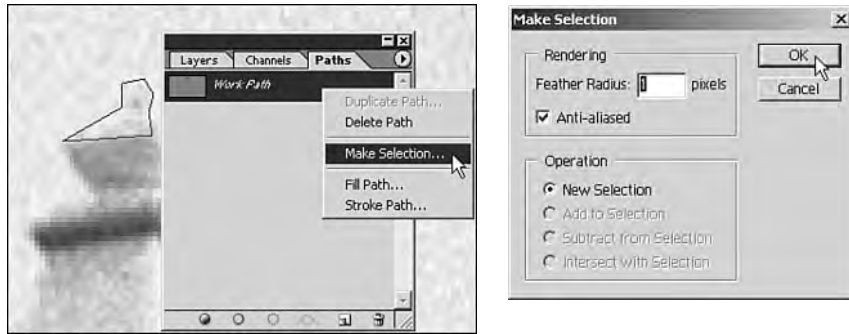 Layers Channels Paths
Work Path
Duplicate Path...
Delete Path
Make Selection...
Fill Path...
Stroke Path...
Make Selection
Rendering
Feather Radius: 1 pixels
Anti-aliased
OK
Cancel
Operation
New Selection
Add to Selection
Subtract from Selection
Intersect with Selection